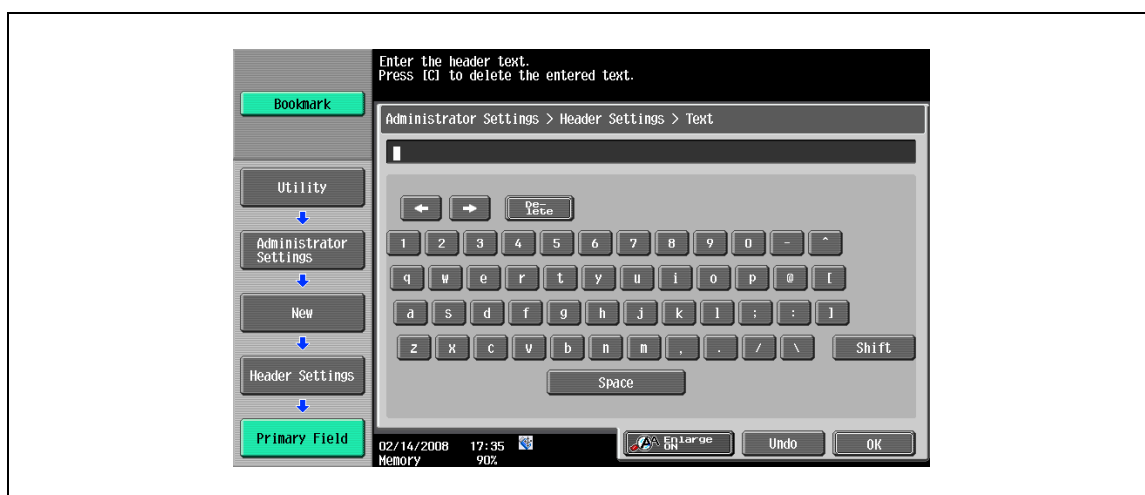 Enter the header text.
Press [C] to delete the entered text.
Bookmark
Administrator Settings > Header Settings > Text
Utility
Administrator
Settings
New
Header Settings
Primary Field
← → De-
lete
1 2 3 4 5 6 7 8 9 0 - ^
q w e r t y u i o p @ [
a s d f g h j k l ; : ]
z x c v b n m , . / \ Shift
Space
02/14/2008 17:35
Memory 90%
Enlarge
ON
Undo
OK